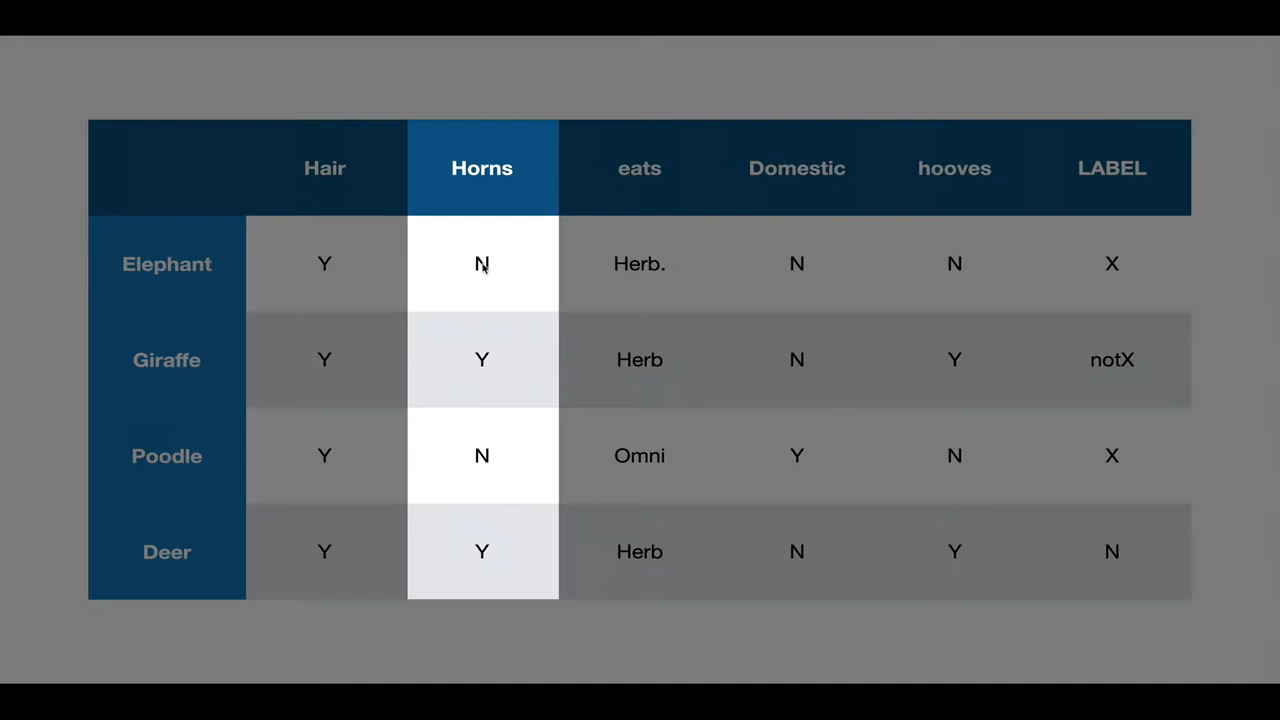 Hair Horns eats Domestic hooves LABEL
Elephant Y N Herb. N N X
Giraffe Y Y Herb N Y notX
Poodle Y N Omni Y N X
Deer Y Y Herb N Y N